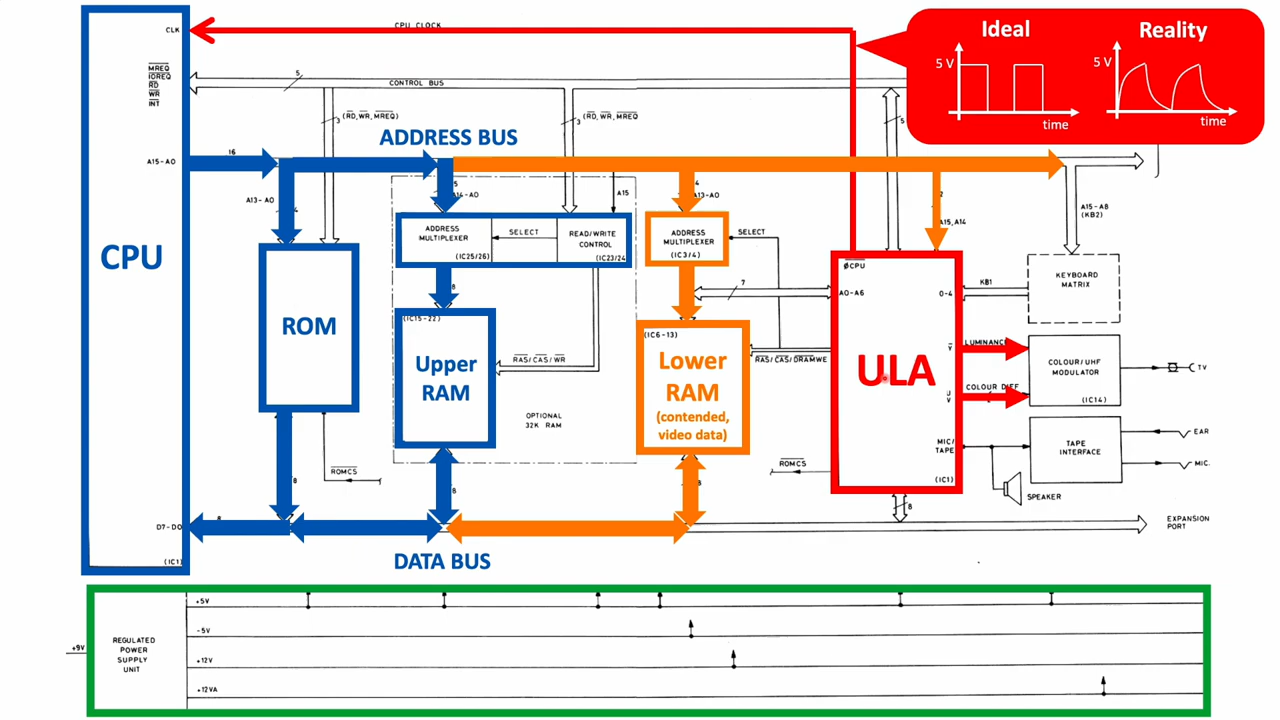 CPU CLOCK
CLK
Ideal
Reality
5 V
5 V
time
time
MREQ
IOREQ
RD
WR
INT
5
CONTROL BUS
3
(RD,WR,MREQ)
3
(RD, WR, MREQ
5
ADDRESS BUS
16
A15-A0
A13-A0
5
A14-A0
A15
A13-A0
A15, A14
A15-A8
(KB2)
ADDRESS
MULTIPLEXER
(IC25/26)
SELECT
READ/WRITE
CONTROL
(IC23/24
ADDRESS
MULTIPLEXER
(IC3/4)
SELECT
CPU
ØCPU
KEYBOARD
MATRIX
KB1
8
7
A0-A6
0-4
ROM
(IC15-22)
Upper
RAM
RAS/CAS/WR
OPTIONAL
32K RAM
(IC6-13)
Lower
RAM
(contended,
video data)
RAS/CAS/DRAMWE
ULA
LUMINANC
Y
COLOUR DIFF
U
V
COLOUR/UHF
MODULATOR
(IC14)
TV
MIC/
TAPE
(IC1)
TAPE
INTERFACE
EAR
MIC.
SPEAKER
ROMCS
ROMCS
8
8
8
8
D7-D0
8
DATA BUS
EXPANSION
PORT
(IC1)
+9V
REGULATED
POWER
SUPPLY
UNIT
+5V
-5V
+12V
+12VA